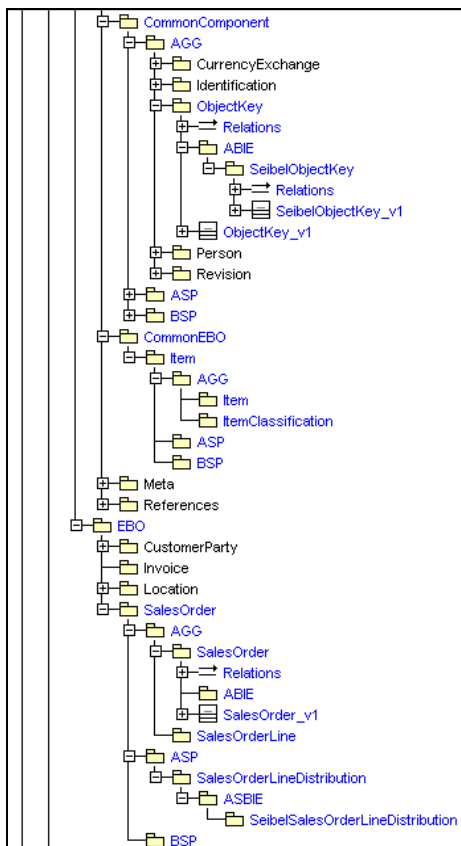 CommonComponent
AGG
CurrencyExchange
Identification
ObjectKey
Relations
ABIE
SeibelObjectKey
Relations
SeibelObjectKey_v1
ObjectKey_v1
Person
Revision
ASP
BSP
CommonEBO
Item
AGG
Item
ItemClassification
ASP
BSP
Meta
References
EBO
CustomerParty
Invoice
Location
SalesOrder
AGG
SalesOrder
Relations
ABIE
SalesOrder_v1
SalesOrderLine
ASP
SalesOrderLineDistribution
ASBIE
SeibelSalesOrderLineDistribution
BSP